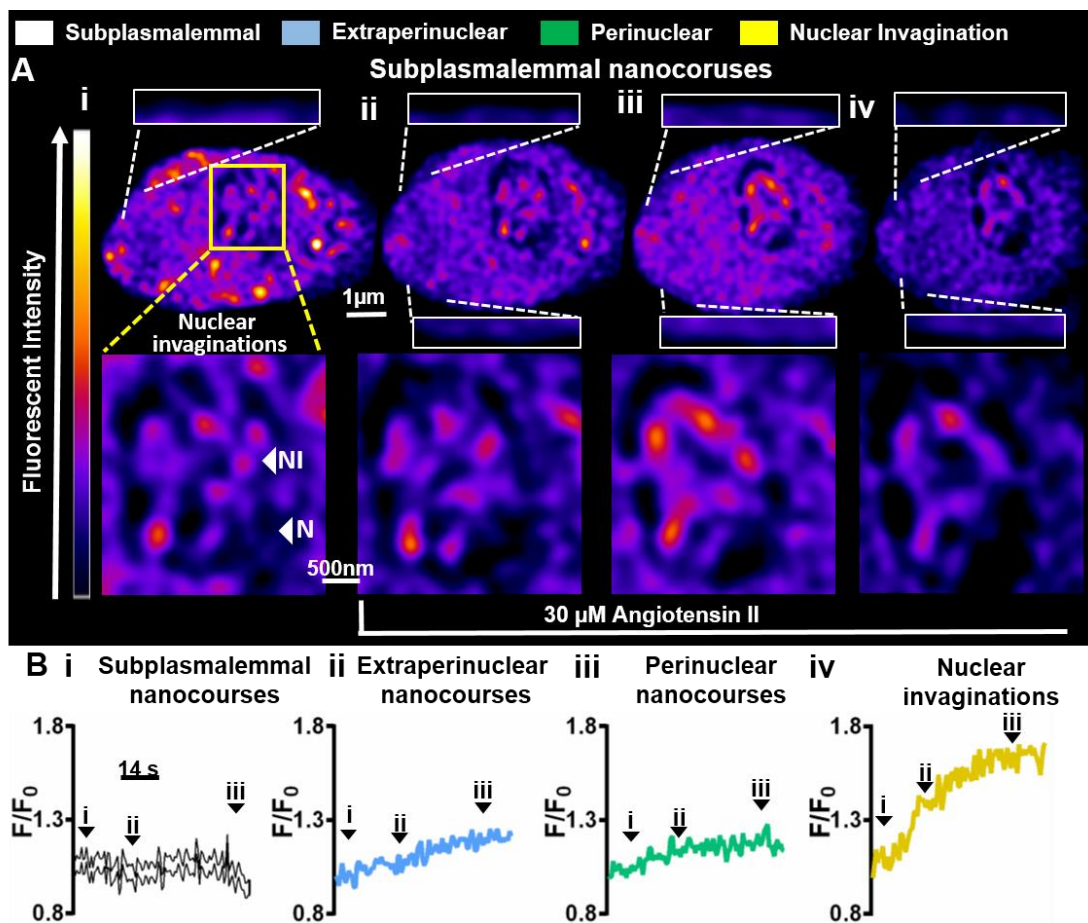 Subplasmalemmal Extraperinuclear Perinuclear Nuclear Invagination
A
Subplasmalemmal nanocoruses
i ii iii iv
Fluorescent Intensity
1µm
Nuclear
invaginations
NI
N
500nm
30 µM Angiotensin II
B
i Subplasmalemmal
nanocourses
1.8
1.3
0.8
F/F0
14 s
i
ii
iii
ii Extraperinuclear
nanocourses
1.8
1.3
0.8
F/F0
i
ii
iii
iii Perinuclear
nanocourses
1.8
1.3
0.8
F/F0
i
ii
iii
iv Nuclear
invaginations
1.8
1.3
0.8
F/F0
i
ii
iii